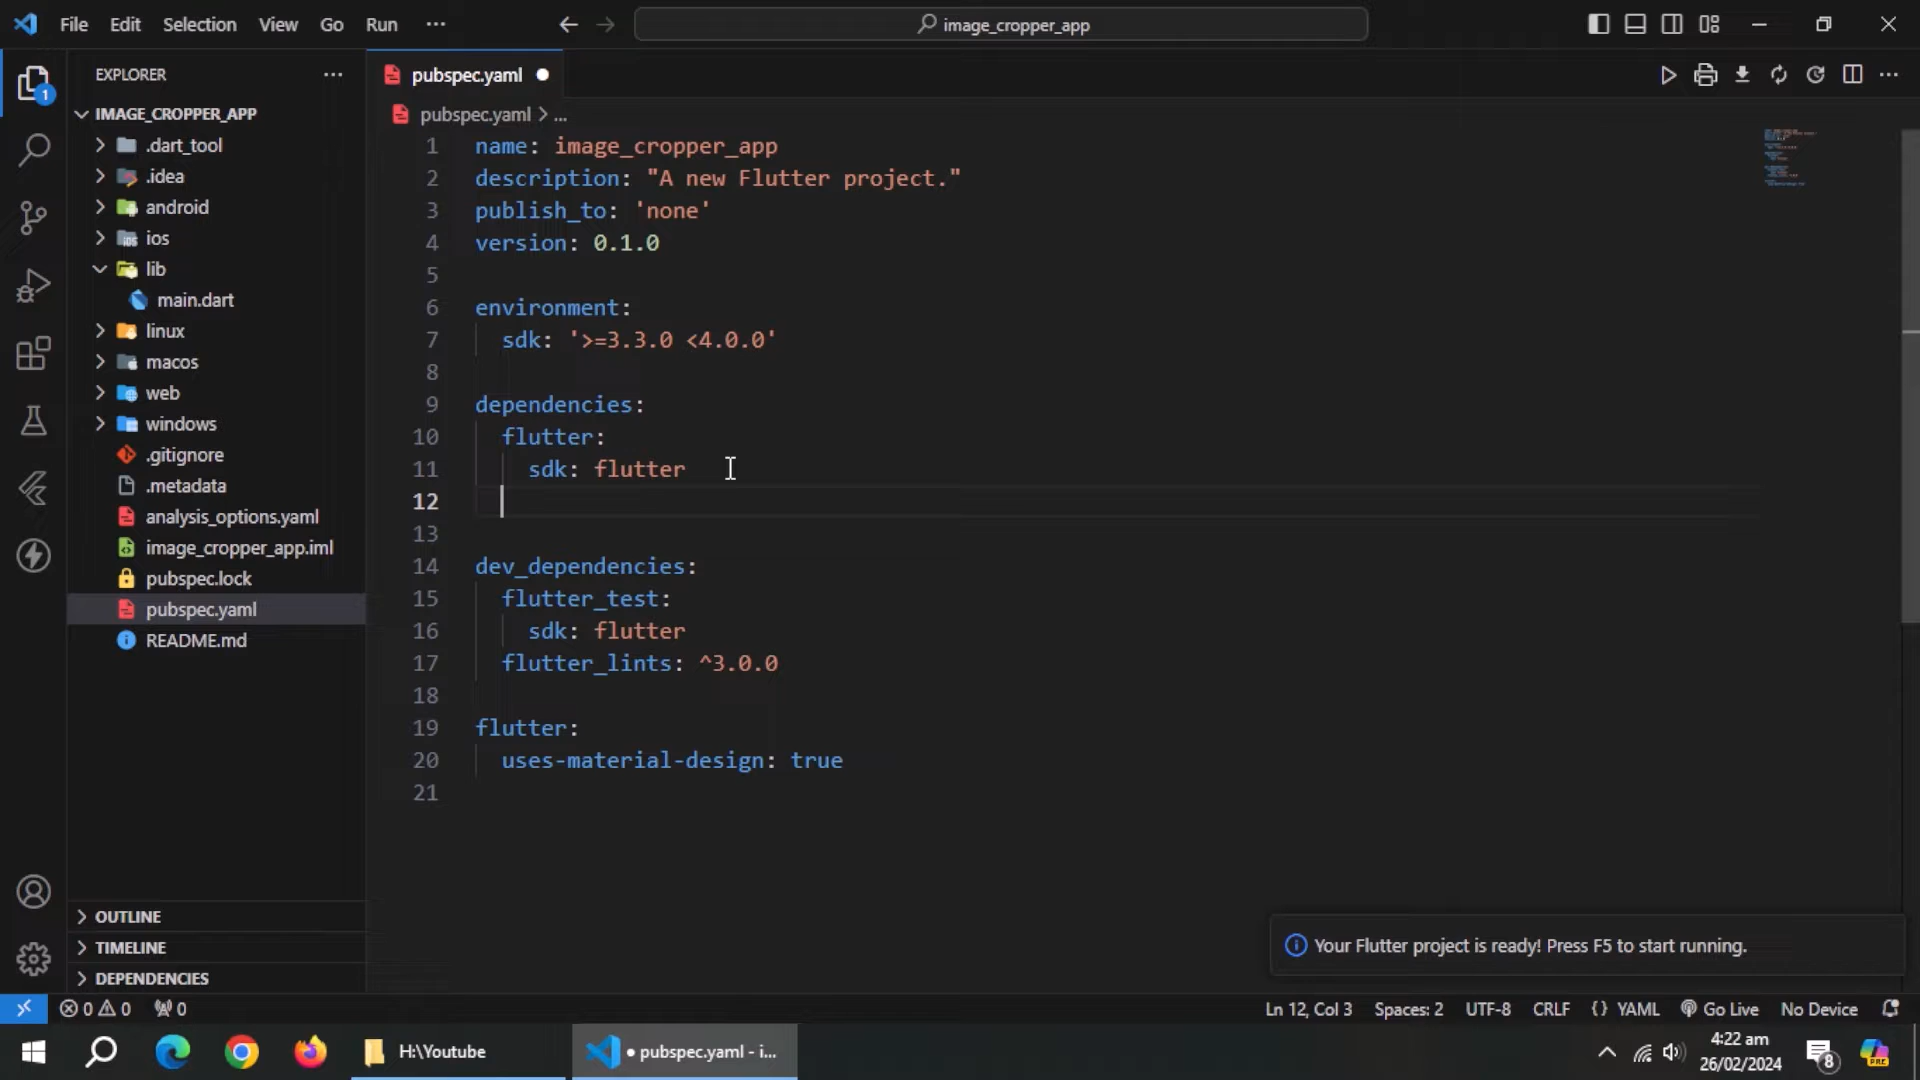 File Edit Selection View Go Run ... image_cropper_app
EXPLORER
IMAGE_CROPPER_APP
.dart_tool
.idea
android
ios
lib
main.dart
linux
macos
web
windows
.gitignore
.metadata
analysis_options.yaml
image_cropper_app.iml
pubspec.lock
pubspec.yaml
README.md
OUTLINE
TIMELINE
DEPENDENCIES
1
pubspec.yaml
pubspec.yaml > ...
1 name: image_cropper_app
2 description: "A new Flutter project."
3 publish_to: 'none'
4 version: 0.1.0
5
6 environment:
7 sdk: '>=3.3.0 <4.0.0'
8
9 dependencies:
10 flutter:
11 sdk: flutter
12
13
14 dev_dependencies:
15 flutter_test:
16 sdk: flutter
17 flutter_lints: ^3.0.0
18
19 flutter:
20 uses-material-design: true
21
Your Flutter project is ready! Press F5 to start running.
0 0 0 Ln 12, Col 3 Spaces: 2 UTF-8 CRLF {} YAML Go Live No Device
H:\Youtube
● pubspec.yaml - i...
4:22 am
26/02/2024
8
PRE